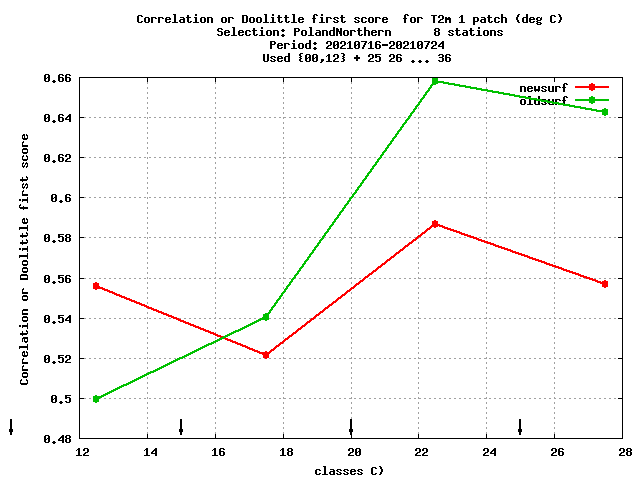 Correlation or Doolittle first score  for T2m 1 patch (deg C)
Selection: PolandNorthern      8 stations
Period: 20210716-20210724
Used {00,12} + 25 26 ... 36
newsurf
oldsurf
Correlation or Doolittle first score
0.66
0.64
0.62
0.6
0.58
0.56
0.54
0.52
0.5
0.48
12 14 16 18 20 22 24 26 28
classes C)